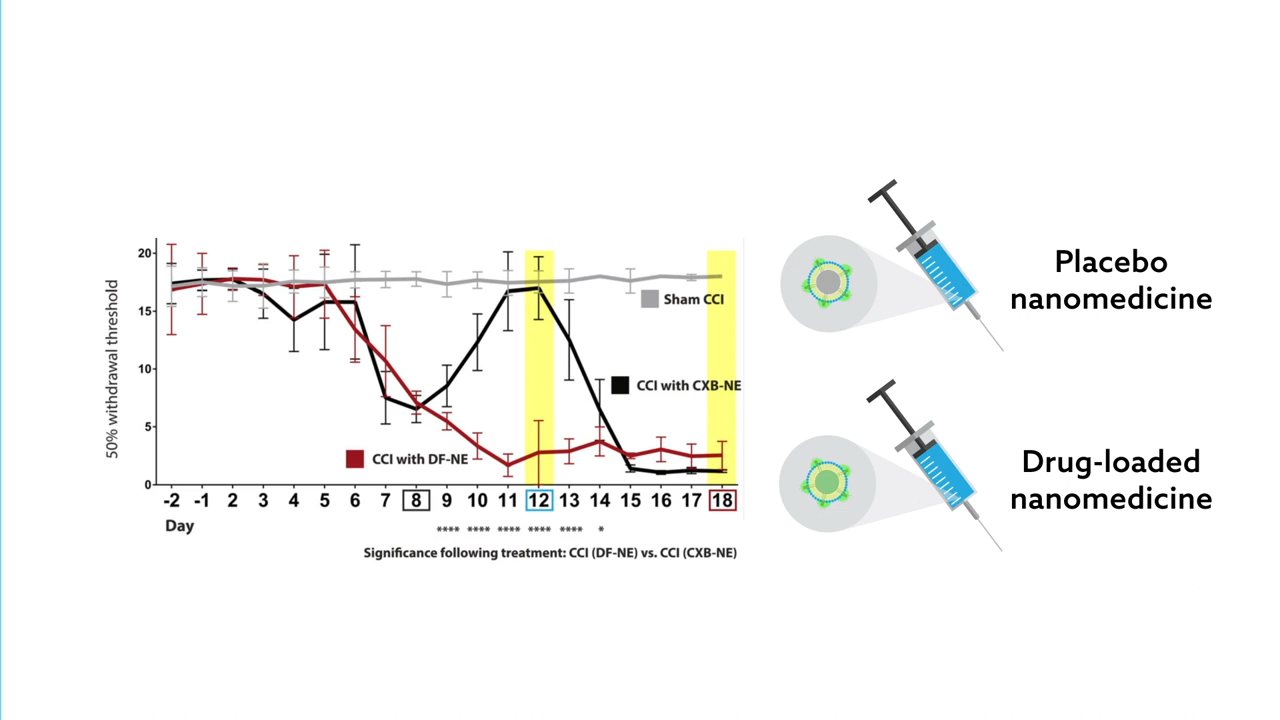 20
15
10
5
0
50% withdrawal threshold
Sham CCI
CCI with CXB-NE
CCI with DF-NE
-2 -1 2 3 4 5 6 7 8 9 10 11 12 13 14 15 16 17 18
Day
**** **** **** **** **** *
Significance following treatment: CCI (DF-NE) vs. CCI (CXB-NE)
Placebo
nanomedicine
Drug-loaded
nanomedicine